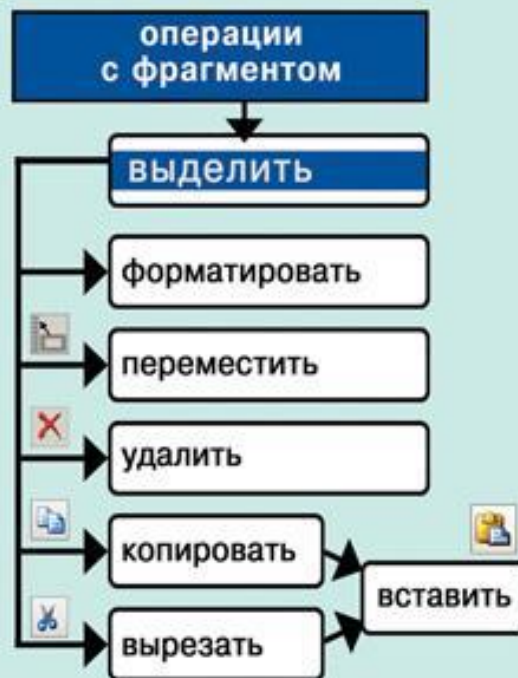 операции
с фрагментом
выделить
форматировать
переместить
удалить
копировать
вставить
вырезать